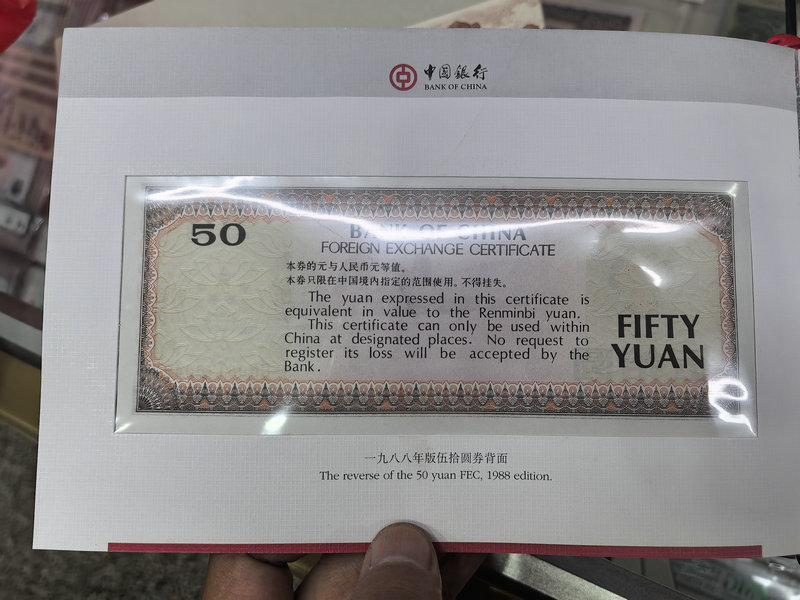 中国银行
BANK OF CHINA
50
BANK OF CHINA
FOREIGN EXCHANGE CERTIFICATE
本券的元与人民币元等值。
本券只限在中国境内指定的范围使用。不得挂失。
The yuan expressed in this certificate is
equivalent in value to the Renminbi yuan.
This certificate can only be used within
China at designated places. No request to
register its loss will be accepted by the
Bank.
FIFTY
YUAN
一九八八年版伍拾圆券背面
The reverse of the 50 yuan FEC, 1988 edition.